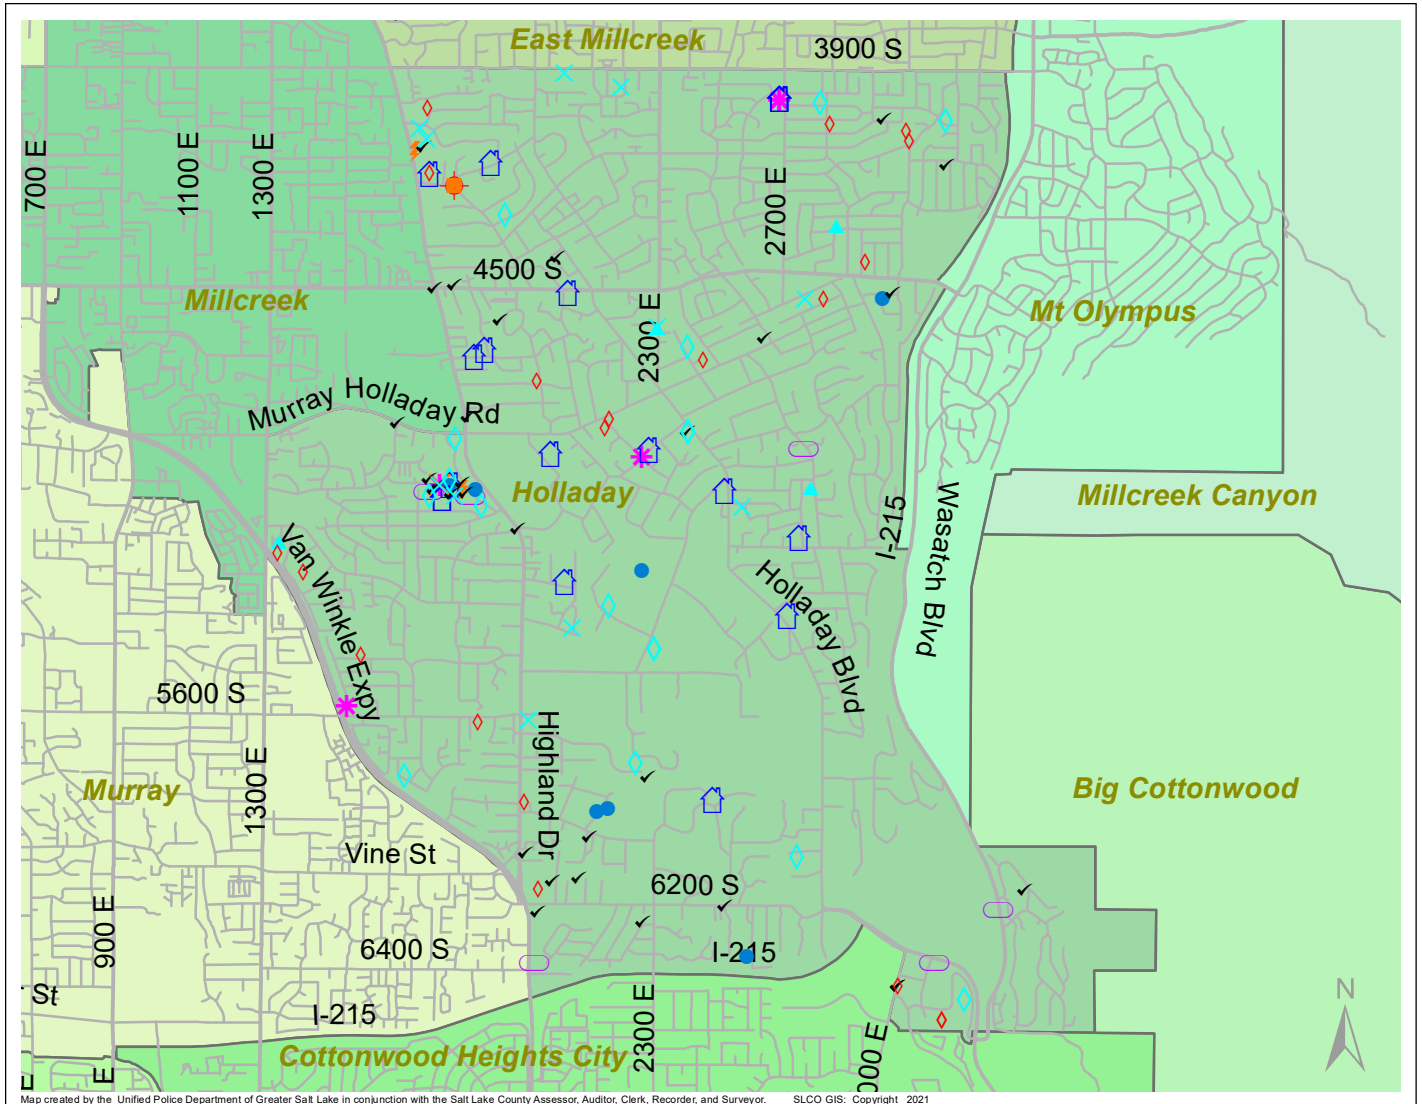 East Millcreek
3900 S
700 E
1100 E
1300 E
2700 E
4500 S
Millcreek
2300 E
Mt Olympus
Murray Holladay Rd
Holladay
Millcreek Canyon
I-215
Wasatch Blvd
Van Winkle Expy
Holladay Blvd
5600 S
Highland Dr
Murray
1300 E
Big Cottonwood
Vine St
6200 S
900 E
6400 S
I-215
St
I-215
2300 E
N
Cottonwood Heights City
000 E
E
E
Map created by the Unified Police Department of Greater Salt Lake in conjunction with the Salt Lake County Assessor, Auditor, Clerk, Recorder, and Surveyor. SLCO GIS: Copyright 2021